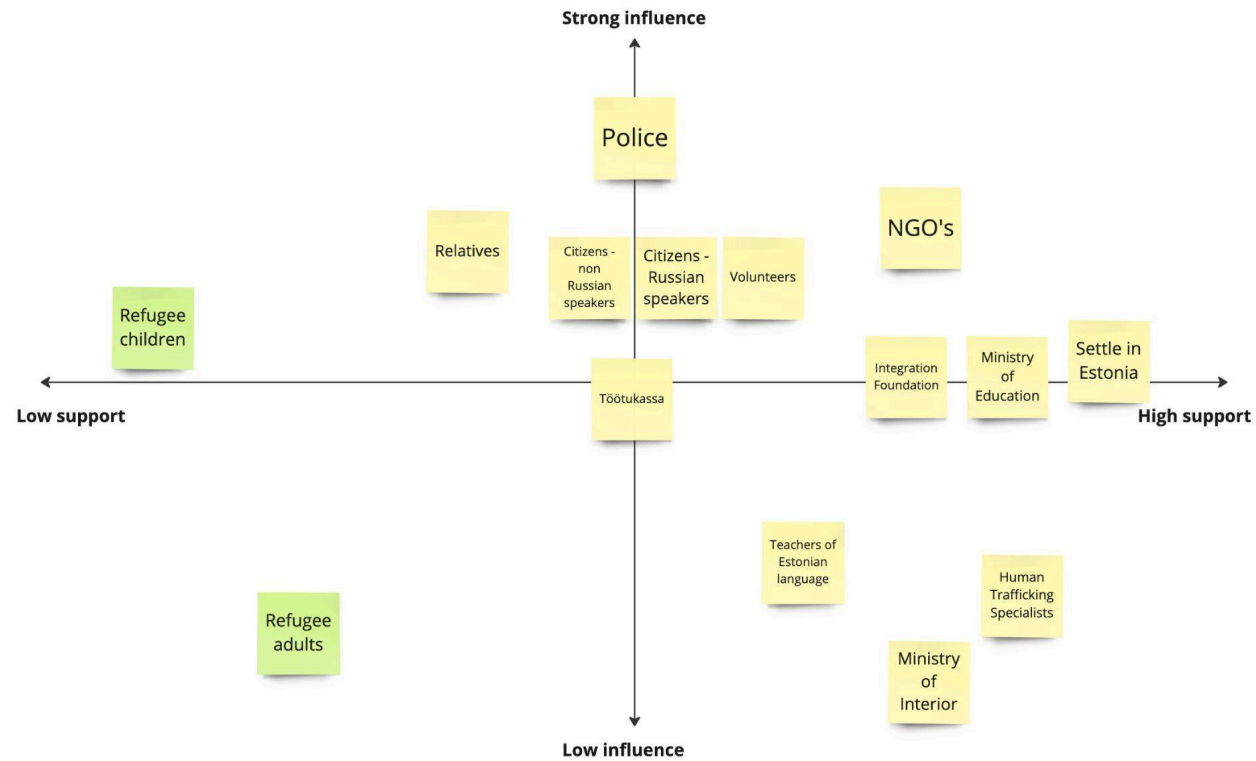 Strong influence
Police
NGO's
Relatives
Citizens -
non
Russian
speakers
Citizens -
Russian
speakers
Volunteers
Refugee
children
Integration
Foundation
Ministry
of
Education
Settle in
Estonia
Töötukassa
Low support
High support
Teachers of
Estonian
language
Human
Trafficking
Specialists
Refugee
adults
Ministry
of
Interior
Low influence